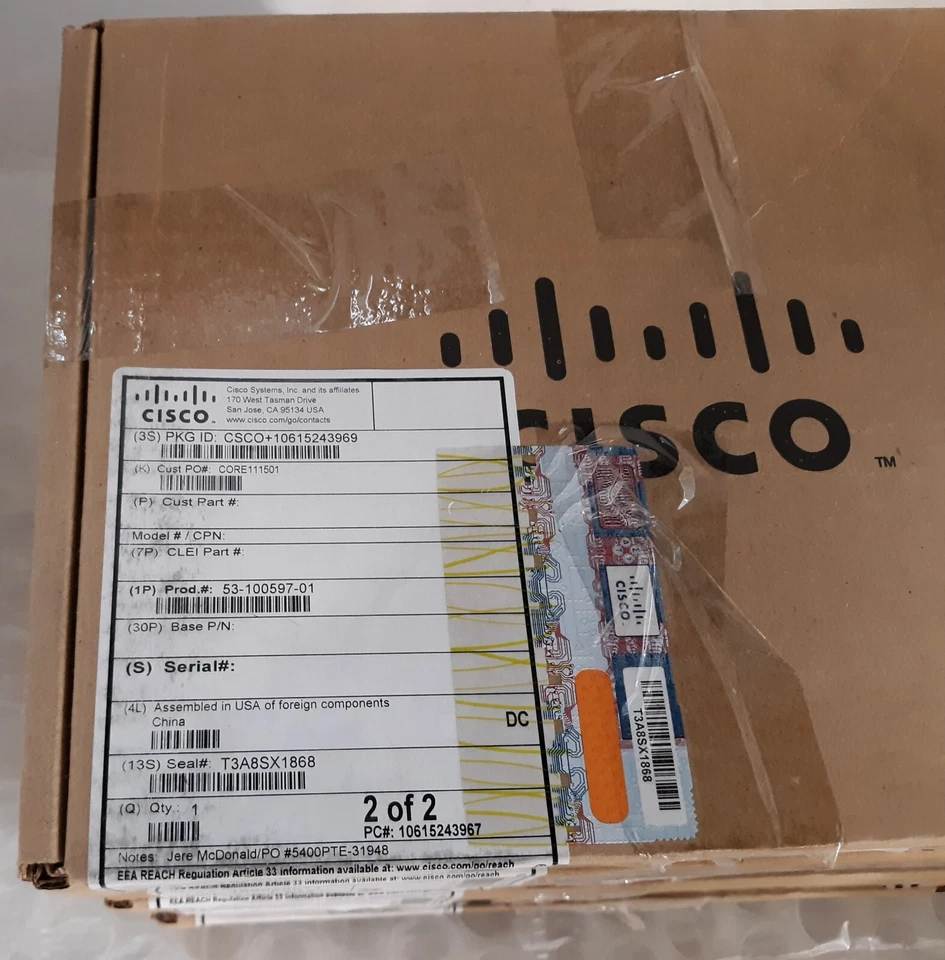 CISCO
TM
CISCO
Cisco Systems, Inc. and its affiliates
170 West Tasman Drive
San Jose, CA 95134 USA
www.cisco.com/go/contacts
(3S) PKG ID: CSCO+10615243969
(K) Cust PO#: CORE111501
(P) Cust Part #:
Model # / CPN:
(7P) CLEI Part #:
(1P) Prod.#: 53-100597-01
(30P) Base P/N:
(S) Serial#:
(4L) Assembled in USA of foreign components
China
DC
(13S) Seal#: T3A8SX1868
(Q) Qty.: 1
2 of 2
PC#: 10615243967
Notes: Jere McDonald/PO #5400PTE-31948
EEA REACH Reguiation Article 33 information available at: www.cisco.com/go/reach
CISCO
T3A8SX1868